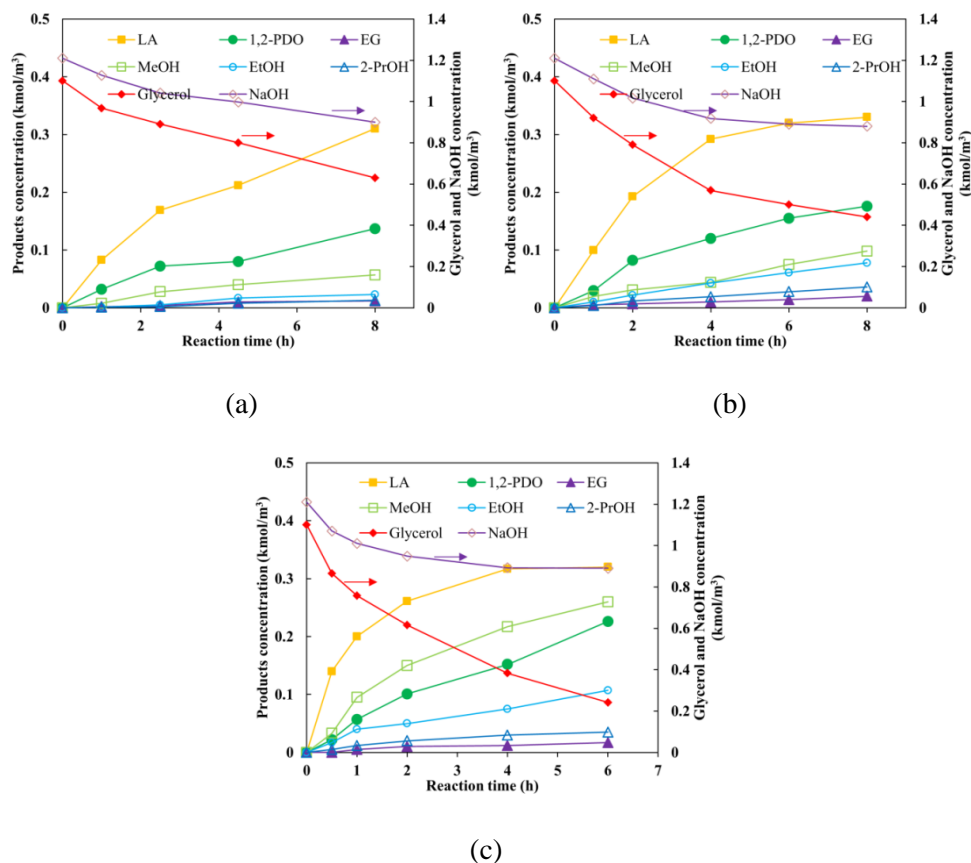 Products concentration (kmol/m³)
0.5
0.4
0.3
0.2
0.1
0
LA
1,2-PDO
EG
MeOH
EtOH
2-PrOH
Glycerol
NaOH
1.4
1.2
1
0.8
0.6
0.4
0.2
0
Glycerol and NaOH concentration
(kmol/m³)
0 2 4 6 8
Reaction time (h)
(a)
Products concentration (kmol/m³)
0.5
0.4
0.3
0.2
0.1
0
LA
1,2-PDO
EG
MeOH
EtOH
2-PrOH
Glycerol
NaOH
1.4
1.2
1
0.8
0.6
0.4
0.2
0
Glycerol and NaOH concentration
(kmol/m³)
0 2 4 6 8
Reaction time (h)
(b)
Products concentration (kmol/m³)
0.5
0.4
0.3
0.2
0.1
0
LA
1,2-PDO
EG
MeOH
EtOH
2-PrOH
Glycerol
NaOH
1.4
1.2
1
0.8
0.6
0.4
0.2
0
Glycerol and NaOH concentration
(kmol/m³)
0 1 2 3 4 5 6 7
Reaction time (h)
(c)